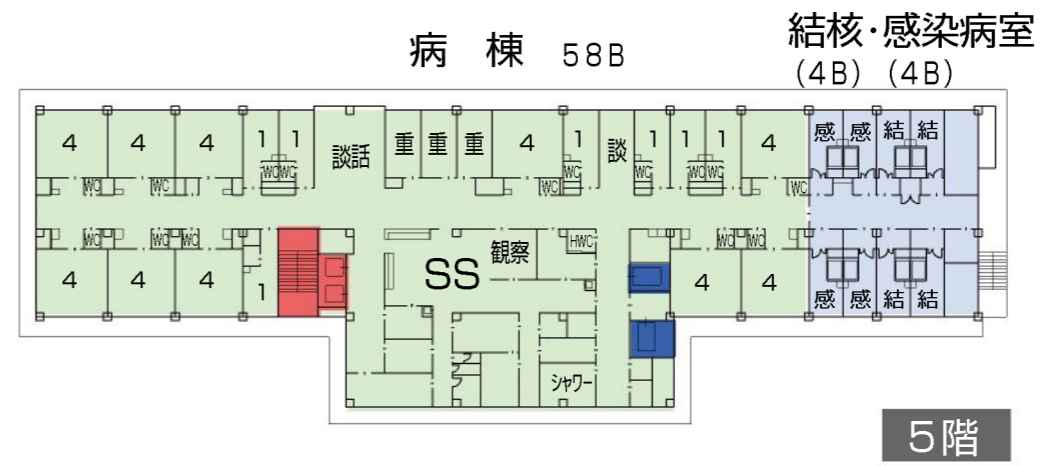 病 棟 58B
結核・感染病室
(4B) (4B)
4 4 4 1 1 談話 重 重 重 4 1 談 1 1 1 4 感 感 結 結
WC WC WC WC WC WC WC
WC WC WC WC
WC WC WC HWC WC WC
SS 観察
4 4 4 1 4 4 感 感 結 結
シャワー
5階